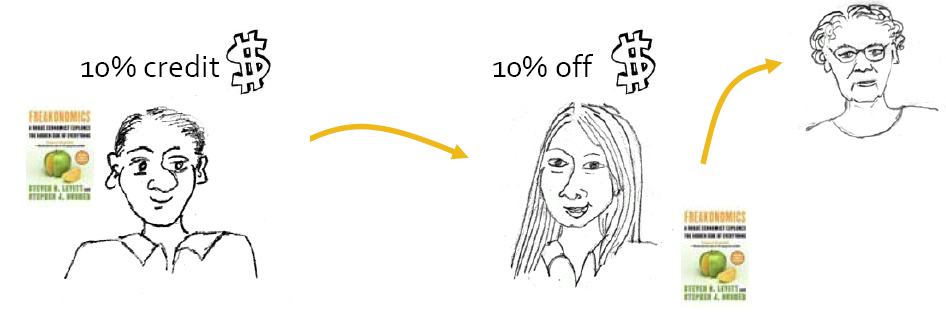 10% credit $
10% off $
FREAKONOMICS
A ROGUE ECONOMIST EXPLORES
THE HIDDEN SIDE OF EVERYTHING
STEVEN D. LEVITT and
STEPHEN J. DUBNER
FREAKONOMICS
A ROGUE ECONOMIST EXPLORES
THE HIDDEN SIDE OF EVERYTHING
STEVEN D. LEVITT and
STEPHEN J. DUBNER